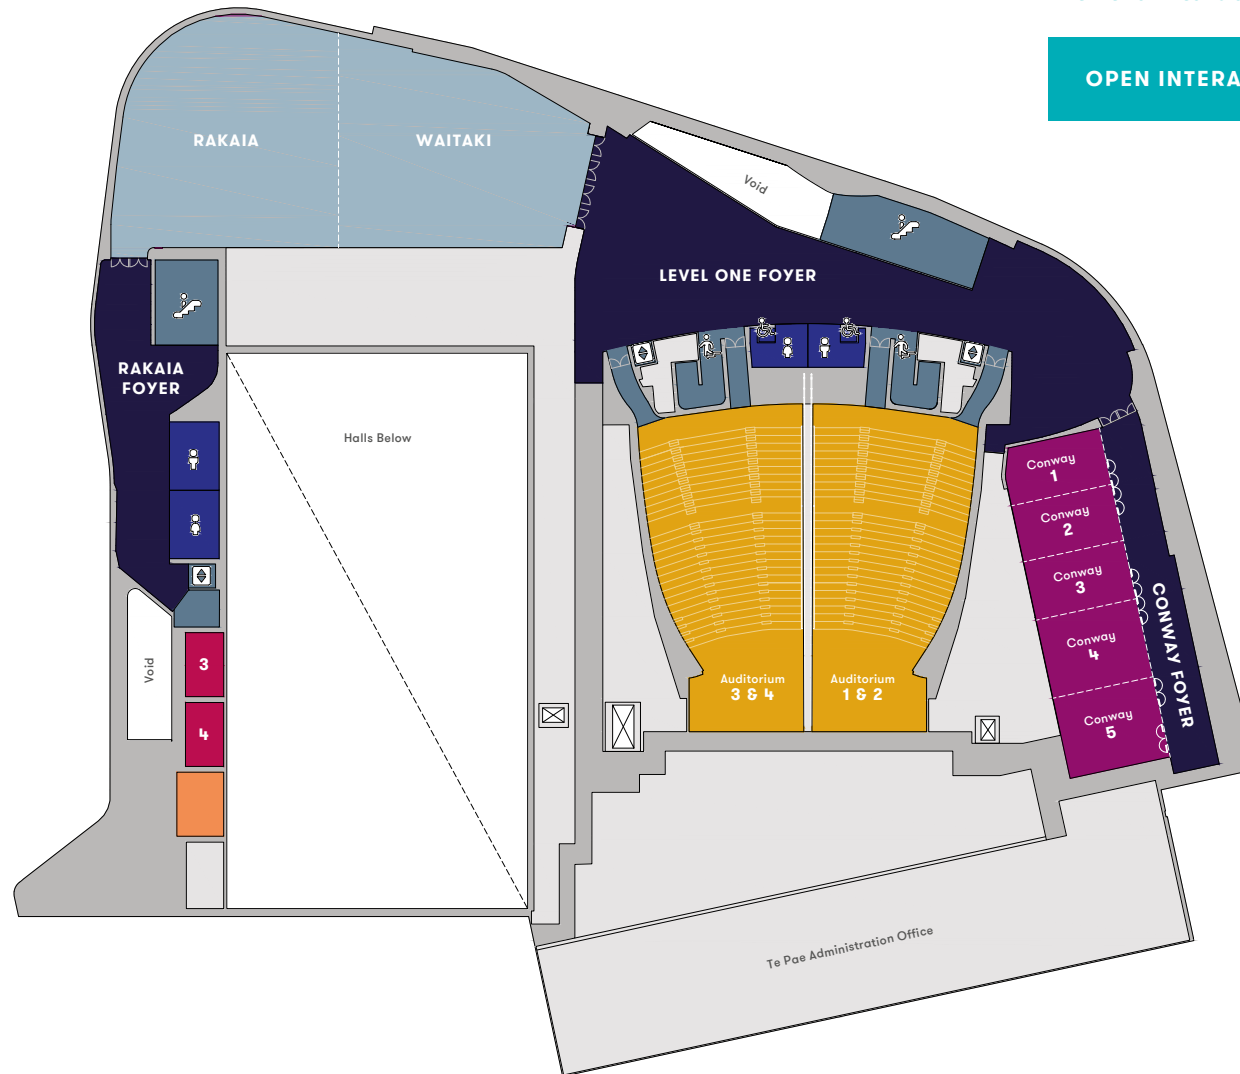 OPEN INTERA
RAKAIA
WAITAKI
Void
LEVEL ONE FOYER
RAKAIA
FOYER
Halls Below
Conway
1
Conway
2
Conway
3
Conway
4
Conway
5
CONWAY FOYER
Void
3
4
Auditorium
3 & 4
Auditorium
1 & 2
Te Pae Administration Office